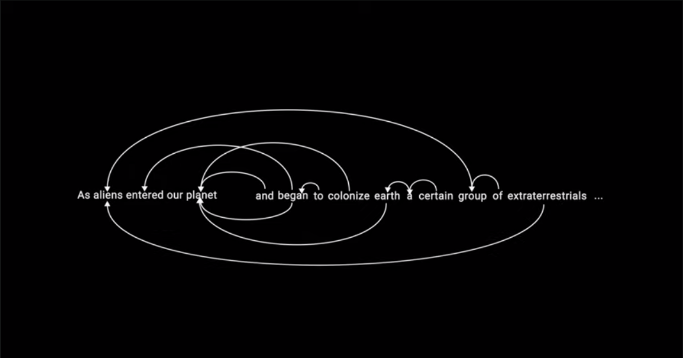 As aliens entered our planet and began to colonize earth a certain group of extraterrestrials ...